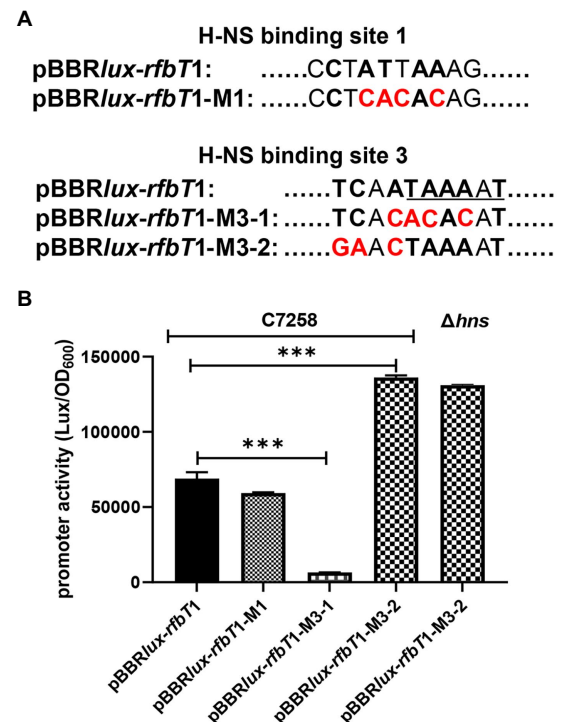 A
H-NS binding site 1
pBBRlux-rfbT1: ......CCTATTAAAG......
pBBRlux-rfbT1-M1: ......CCTCACACAG......
H-NS binding site 3
pBBRlux-rfbT1: ......TCAATAAAAT......
pBBRlux-rfbT1-M3-1: ......TCACACACAT......
pBBRlux-rfbT1-M3-2: ......GAACTAAAAT......
B
C7258 Δhns
***
***
promoter activity (Lux/OD600)
150000
100000
50000
0
pBBRlux-rfbT1
pBBRlux-rfbT1-M1
pBBRlux-rfbT1-M3-1
pBBRlux-rfbT1-M3-2
pBBRlux-rfbT1-M3-2